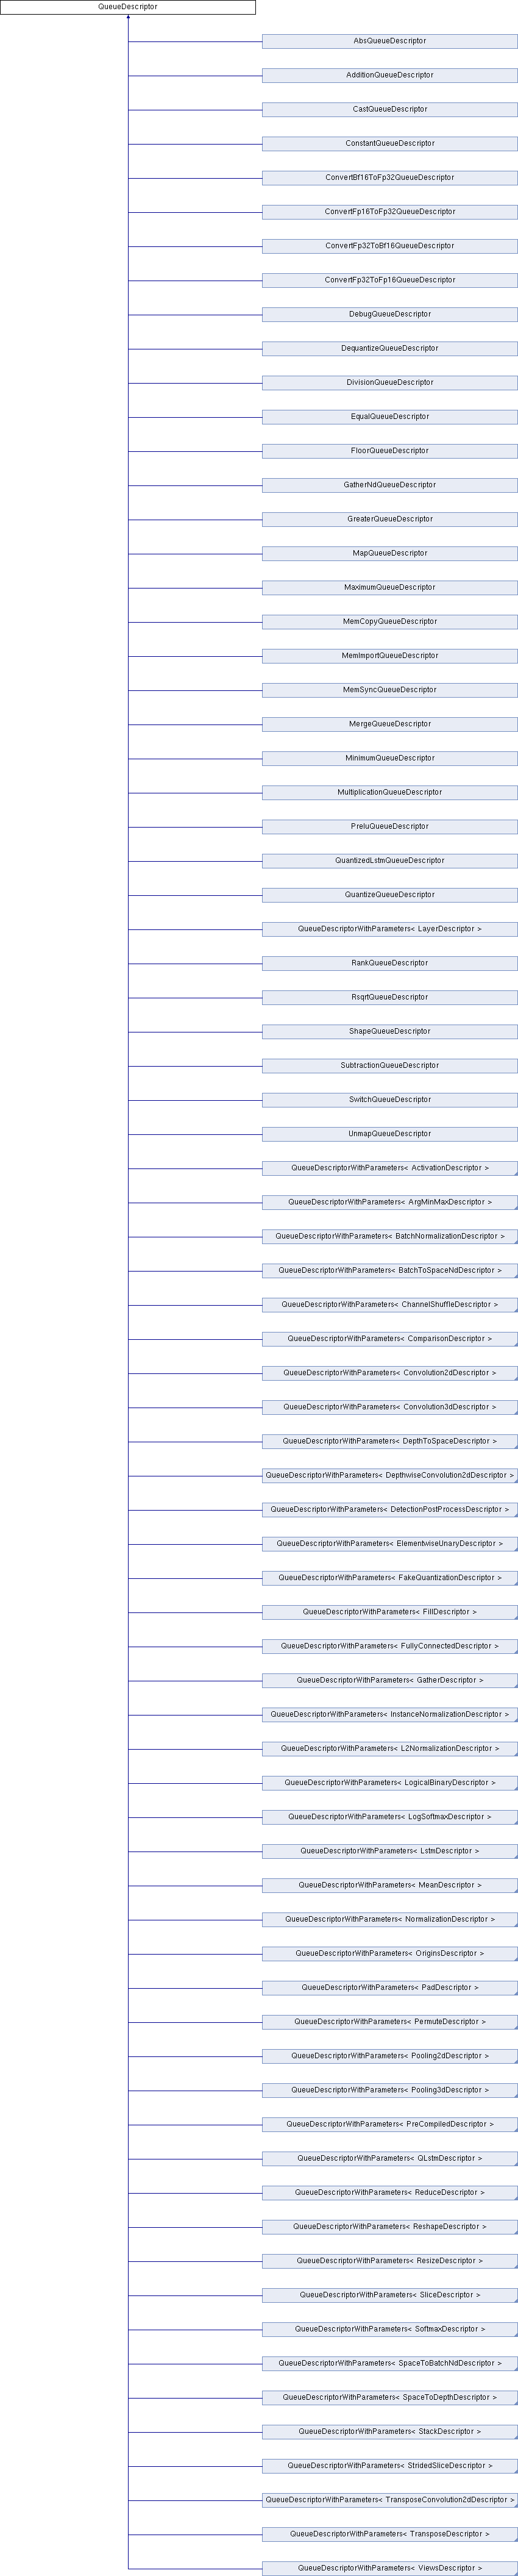 QueueDescriptor
AbsQueueDescriptor
AdditionQueueDescriptor
CastQueueDescriptor
ConstantQueueDescriptor
ConvertBf16ToFp32QueueDescriptor
ConvertFp16ToFp32QueueDescriptor
ConvertFp32ToBf16QueueDescriptor
ConvertFp32ToFp16QueueDescriptor
DebugQueueDescriptor
DequantizeQueueDescriptor
DivisionQueueDescriptor
EqualQueueDescriptor
FloorQueueDescriptor
GatherNdQueueDescriptor
GreaterQueueDescriptor
MapQueueDescriptor
MaximumQueueDescriptor
MemCopyQueueDescriptor
MemImportQueueDescriptor
MemSyncQueueDescriptor
MergeQueueDescriptor
MinimumQueueDescriptor
MultiplicationQueueDescriptor
PreluQueueDescriptor
QuantizedLstmQueueDescriptor
QuantizeQueueDescriptor
QueueDescriptorWithParameters< LayerDescriptor >
RankQueueDescriptor
RsqrtQueueDescriptor
ShapeQueueDescriptor
SubtractionQueueDescriptor
SwitchQueueDescriptor
UnmapQueueDescriptor
QueueDescriptorWithParameters< ActivationDescriptor >
QueueDescriptorWithParameters< ArgMinMaxDescriptor >
QueueDescriptorWithParameters< BatchNormalizationDescriptor >
QueueDescriptorWithParameters< BatchToSpaceNdDescriptor >
QueueDescriptorWithParameters< ChannelShuffleDescriptor >
QueueDescriptorWithParameters< ComparisonDescriptor >
QueueDescriptorWithParameters< Convolution2dDescriptor >
QueueDescriptorWithParameters< Convolution3dDescriptor >
QueueDescriptorWithParameters< DepthToSpaceDescriptor >
QueueDescriptorWithParameters< DepthwiseConvolution2dDescriptor >
QueueDescriptorWithParameters< DetectionPostProcessDescriptor >
QueueDescriptorWithParameters< ElementwiseUnaryDescriptor >
QueueDescriptorWithParameters< FakeQuantizationDescriptor >
QueueDescriptorWithParameters< FillDescriptor >
QueueDescriptorWithParameters< FullyConnectedDescriptor >
QueueDescriptorWithParameters< GatherDescriptor >
QueueDescriptorWithParameters< InstanceNormalizationDescriptor >
QueueDescriptorWithParameters< L2NormalizationDescriptor >
QueueDescriptorWithParameters< LogicalBinaryDescriptor >
QueueDescriptorWithParameters< LogSoftmaxDescriptor >
QueueDescriptorWithParameters< LstmDescriptor >
QueueDescriptorWithParameters< MeanDescriptor >
QueueDescriptorWithParameters< NormalizationDescriptor >
QueueDescriptorWithParameters< OriginsDescriptor >
QueueDescriptorWithParameters< PadDescriptor >
QueueDescriptorWithParameters< PermuteDescriptor >
QueueDescriptorWithParameters< Pooling2dDescriptor >
QueueDescriptorWithParameters< Pooling3dDescriptor >
QueueDescriptorWithParameters< PreCompiledDescriptor >
QueueDescriptorWithParameters< QLstmDescriptor >
QueueDescriptorWithParameters< ReduceDescriptor >
QueueDescriptorWithParameters< ReshapeDescriptor >
QueueDescriptorWithParameters< ResizeDescriptor >
QueueDescriptorWithParameters< SliceDescriptor >
QueueDescriptorWithParameters< SoftmaxDescriptor >
QueueDescriptorWithParameters< SpaceToBatchNdDescriptor >
QueueDescriptorWithParameters< SpaceToDepthDescriptor >
QueueDescriptorWithParameters< StackDescriptor >
QueueDescriptorWithParameters< StridedSliceDescriptor >
QueueDescriptorWithParameters< TransposeConvolution2dDescriptor >
QueueDescriptorWithParameters< TransposeDescriptor >
QueueDescriptorWithParameters< ViewsDescriptor >